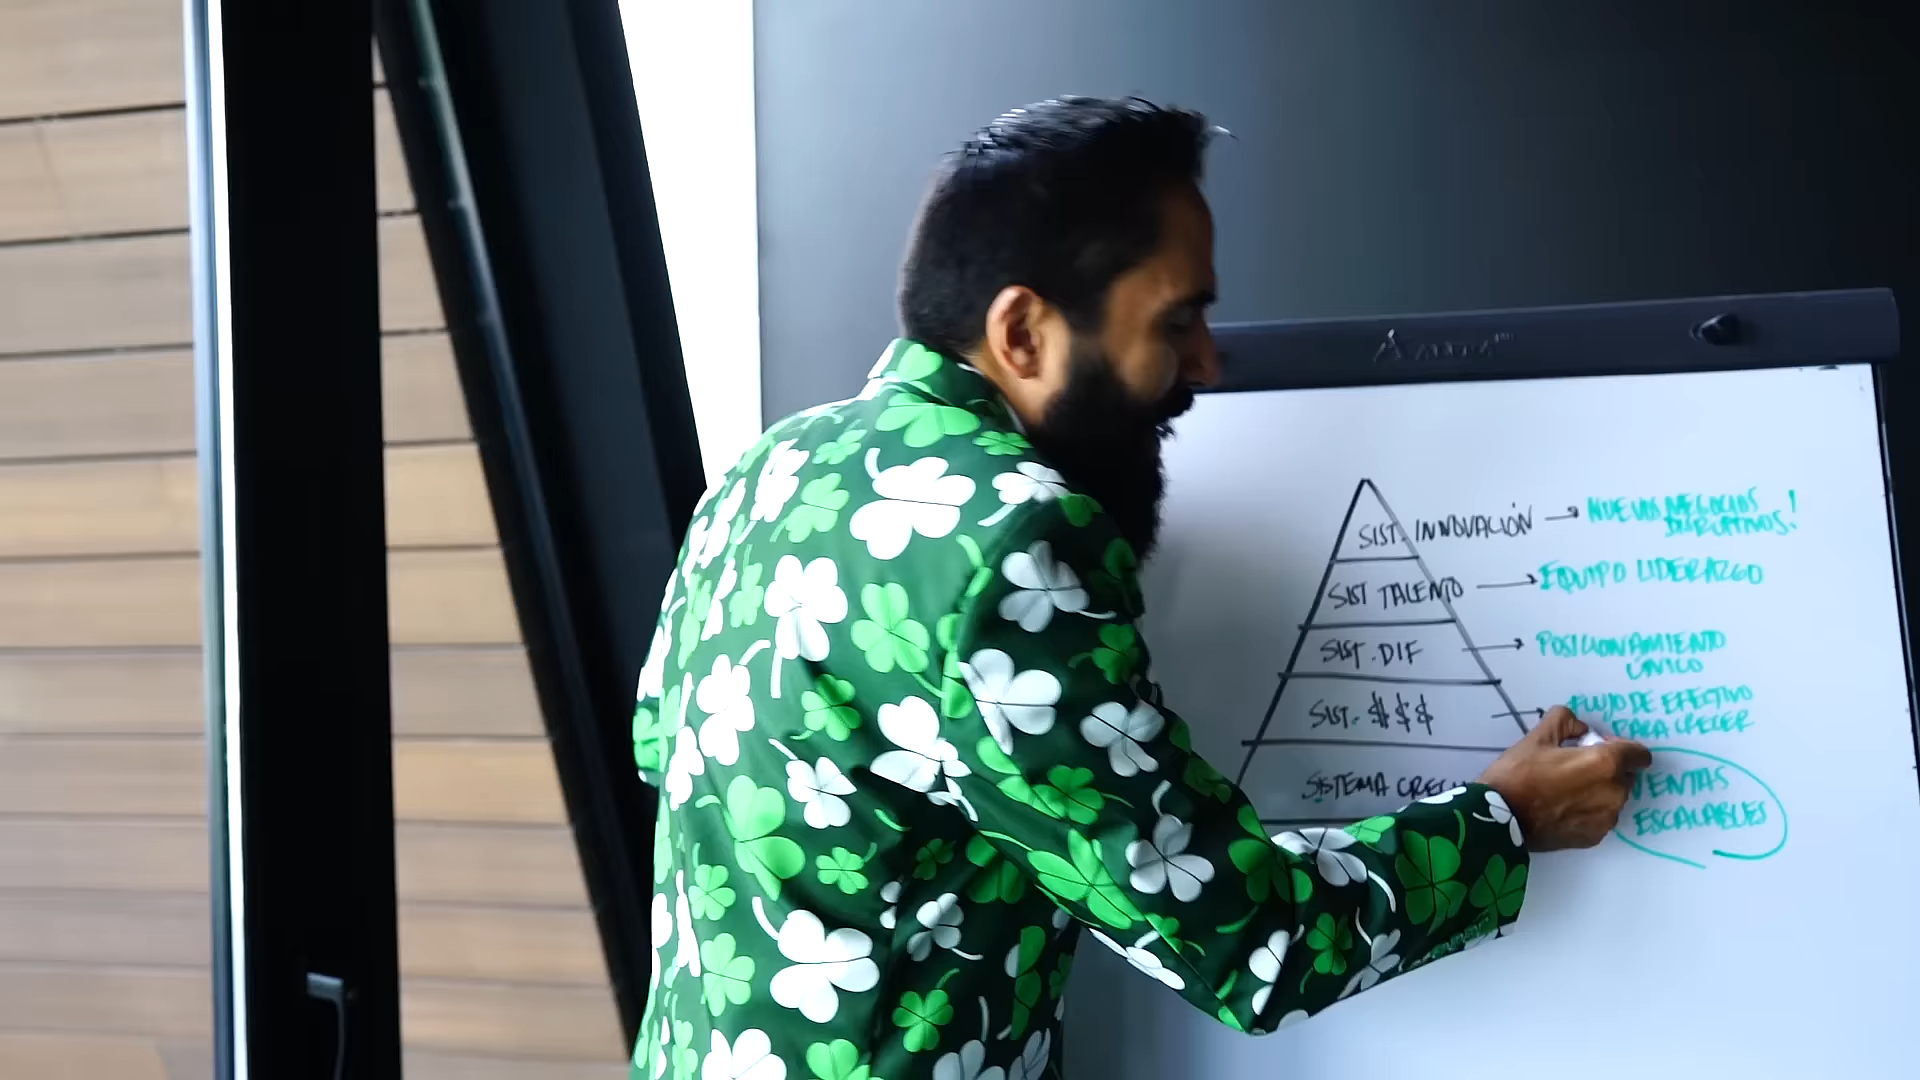 SIST. INNOVACIÓN → NUEVOS NEGOCIOS
DISRUPTIVOS!
SIST TALENTO → EQUIPO LIDERAZGO
SIST. DIF → POSICIONAMIENTO
ÚNICO
SIST. $$$ → FLUJO DE EFECTIVO
PARA CRECER
SISTEMA
VENTAS
ESCALABLES